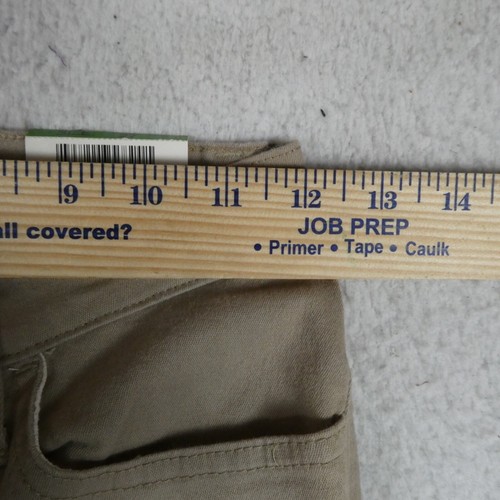 9 10 11 12 13 14
all covered?
JOB PREP
• Primer • Tape • Caulk